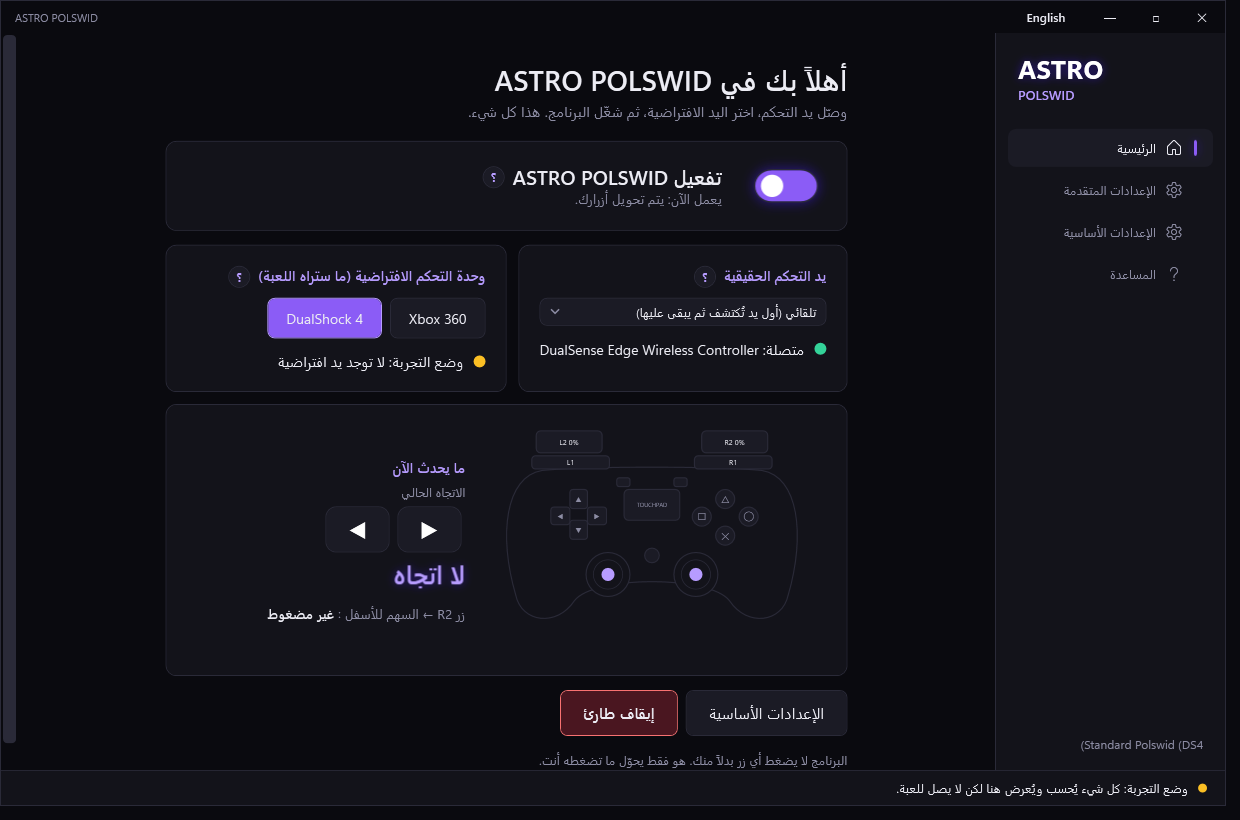 ASTRO POLSWID
English
ASTRO
POLSWID
الرئيسية
الإعدادات المتقدمة
الإعدادات الأساسية
المساعدة
?
أهلاً بك في ASTRO POLSWID
وصّل يد التحكم، اختر اليد الافتراضية، ثم شغّل البرنامج. هذا كل شيء.
تفعيل ASTRO POLSWID ؟
يعمل الآن: يتم تحويل أزرارك.
يد التحكم الحقيقية ؟
تلقائي (أول يد تُكتشف ثم يبقى عليها)
متصلة: DualSense Edge Wireless Controller
وحدة التحكم الافتراضية (ما ستراه اللعبة) ؟
Xbox 360
DualShock 4
وضع التجربة: لا توجد يد افتراضية
L2 0%
R2 0%
L1
R1
TOUCHPAD
ما يحدث الآن
الاتجاه الحالي
لا اتجاه
زر R2 ← السهم للأسفل : غير مضغوط
الإعدادات الأساسية
إيقاف طارئ
البرنامج لا يضغط أي زر بدلاً منك. هو فقط يحوّل ما تضغطه أنت.
(Standard Polswid (DS4
وضع التجربة: كل شيء يُحسب ويُعرض هنا لكن لا يصل للعبة.